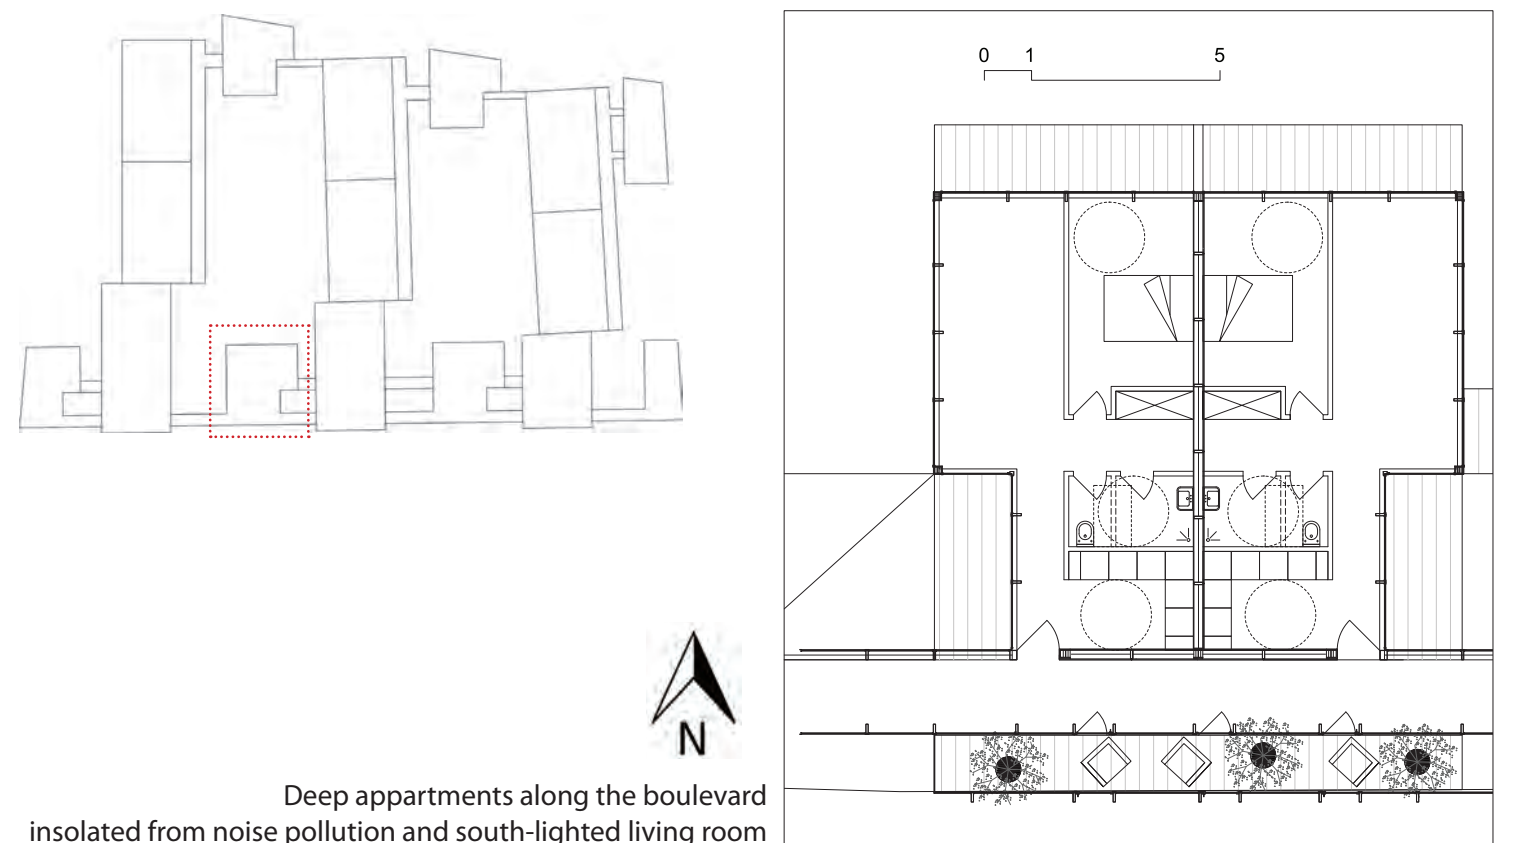 0 1 5
N
Deep appartments along the boulevard
insolated from noise pollution and south-lighted living room